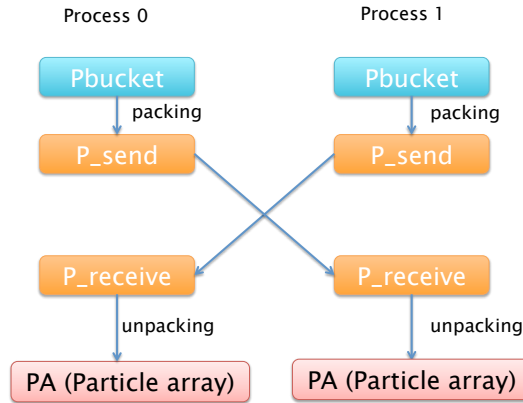 Process 0
Process 1
Pbucket
Pbucket
packing
packing
P_send
P_send
P_receive
P_receive
unpacking
unpacking
PA (Particle array)
PA (Particle array)